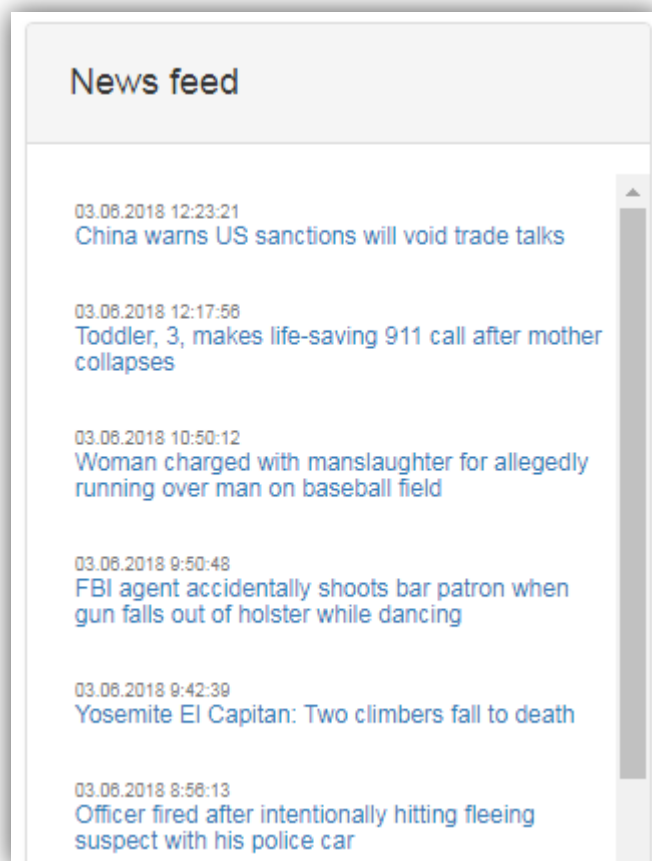 News feed
03.06.2018 12:23:21
China warns US sanctions will void trade talks
03.06.2018 12:17:56
Toddler, 3, makes life-saving 911 call after mother
collapses
03.06.2018 10:50:12
Woman charged with manslaughter for allegedly
running over man on baseball field
03.06.2018 9:50:48
FBI agent accidentally shoots bar patron when
gun falls out of holster while dancing
03.06.2018 9:42:39
Yosemite El Capitan: Two climbers fall to death
03.06.2018 8:56:13
Officer fired after intentionally hitting fleeing
suspect with his police car